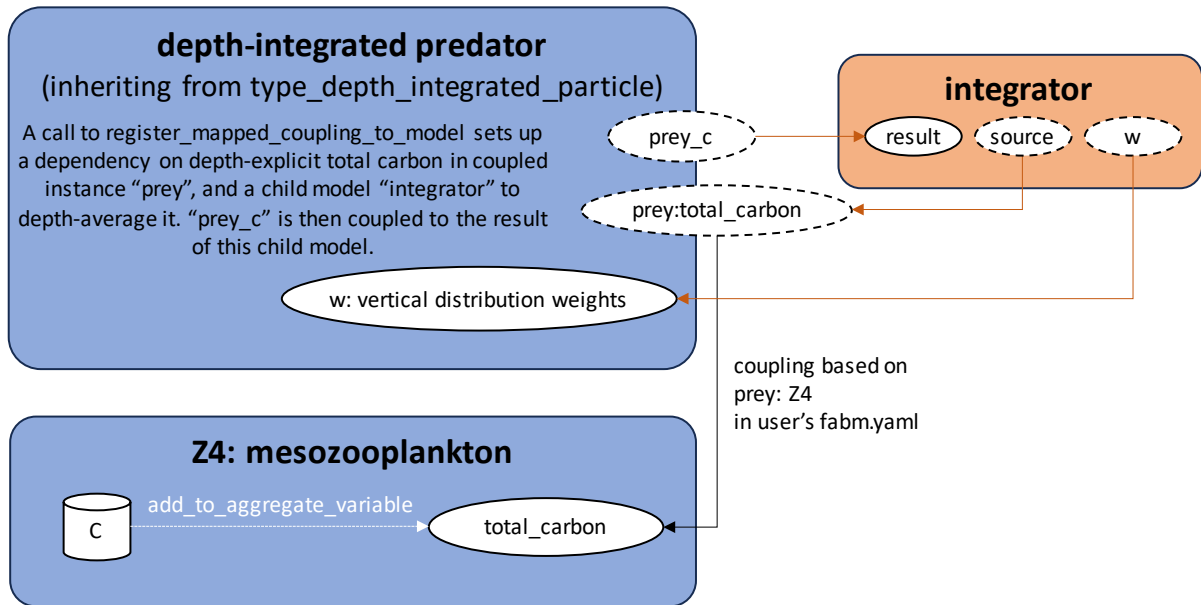 depth-integrated predator
(inheriting from type_depth_integrated_particle)
A call to register_mapped_coupling_to_model sets up
a dependency on depth-explicit total carbon in coupled
instance “prey”, and a child model “integrator” to
depth-average it. “prey_c” is then coupled to the result
of this child model.
prey_c
prey:total_carbon
w: vertical distribution weights
integrator
result
source
w
coupling based on
prey: Z4
in user’s fabm.yaml
Z4: mesozooplankton
C
add_to_aggregate_variable
total_carbon